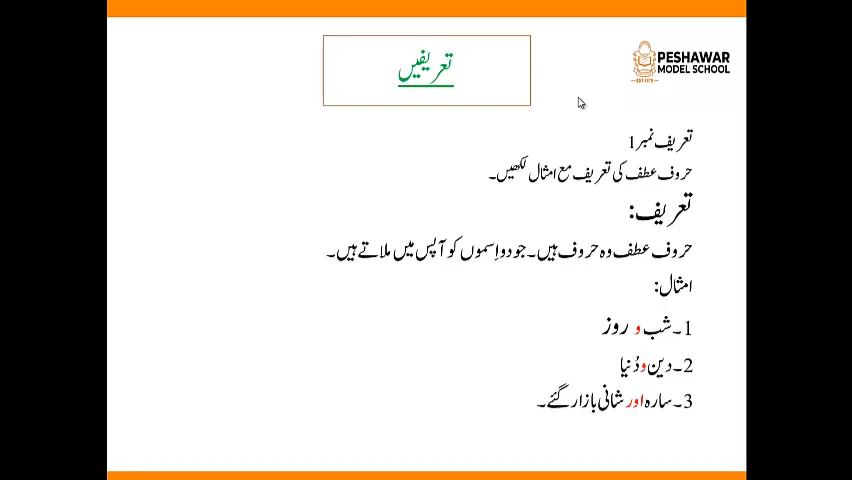 تعریفیں
PESHAWAR
MODEL SCHOOL
تعریف نمبر 1
حروف عطف کی تعریف مع امثال لکھیں۔
تعریف:
حروف عطف وہ حروف ہیں۔ جو دو اِسموں کو آپس میں ملاتے ہیں۔
امثال:
1۔ شب و روز
2۔ دین و دُنیا
3۔ سارہ اور شانی بازار گئے۔